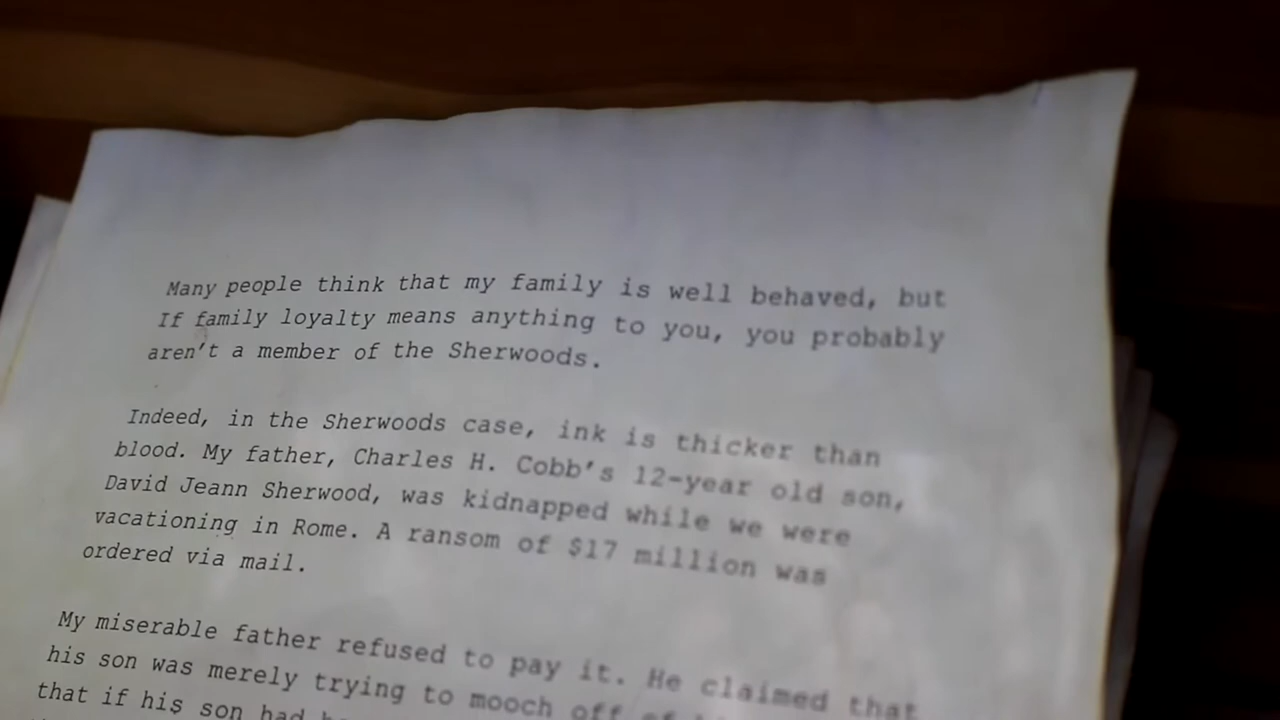 Many people think that my family is well behaved, but
If family loyalty means anything to you, you probably
aren't a member of the Sherwoods.
Indeed, in the Sherwoods case, ink is thicker than
blood. My father, Charles H. Cobb's 12-year old son,
David Jeann Sherwood, was kidnapped while we were
vacationing in Rome. A ransom of $17 million was
ordered via mail.
My miserable father refused to pay it. He claimed that
his son was merely trying to mooch off of
that if his son had